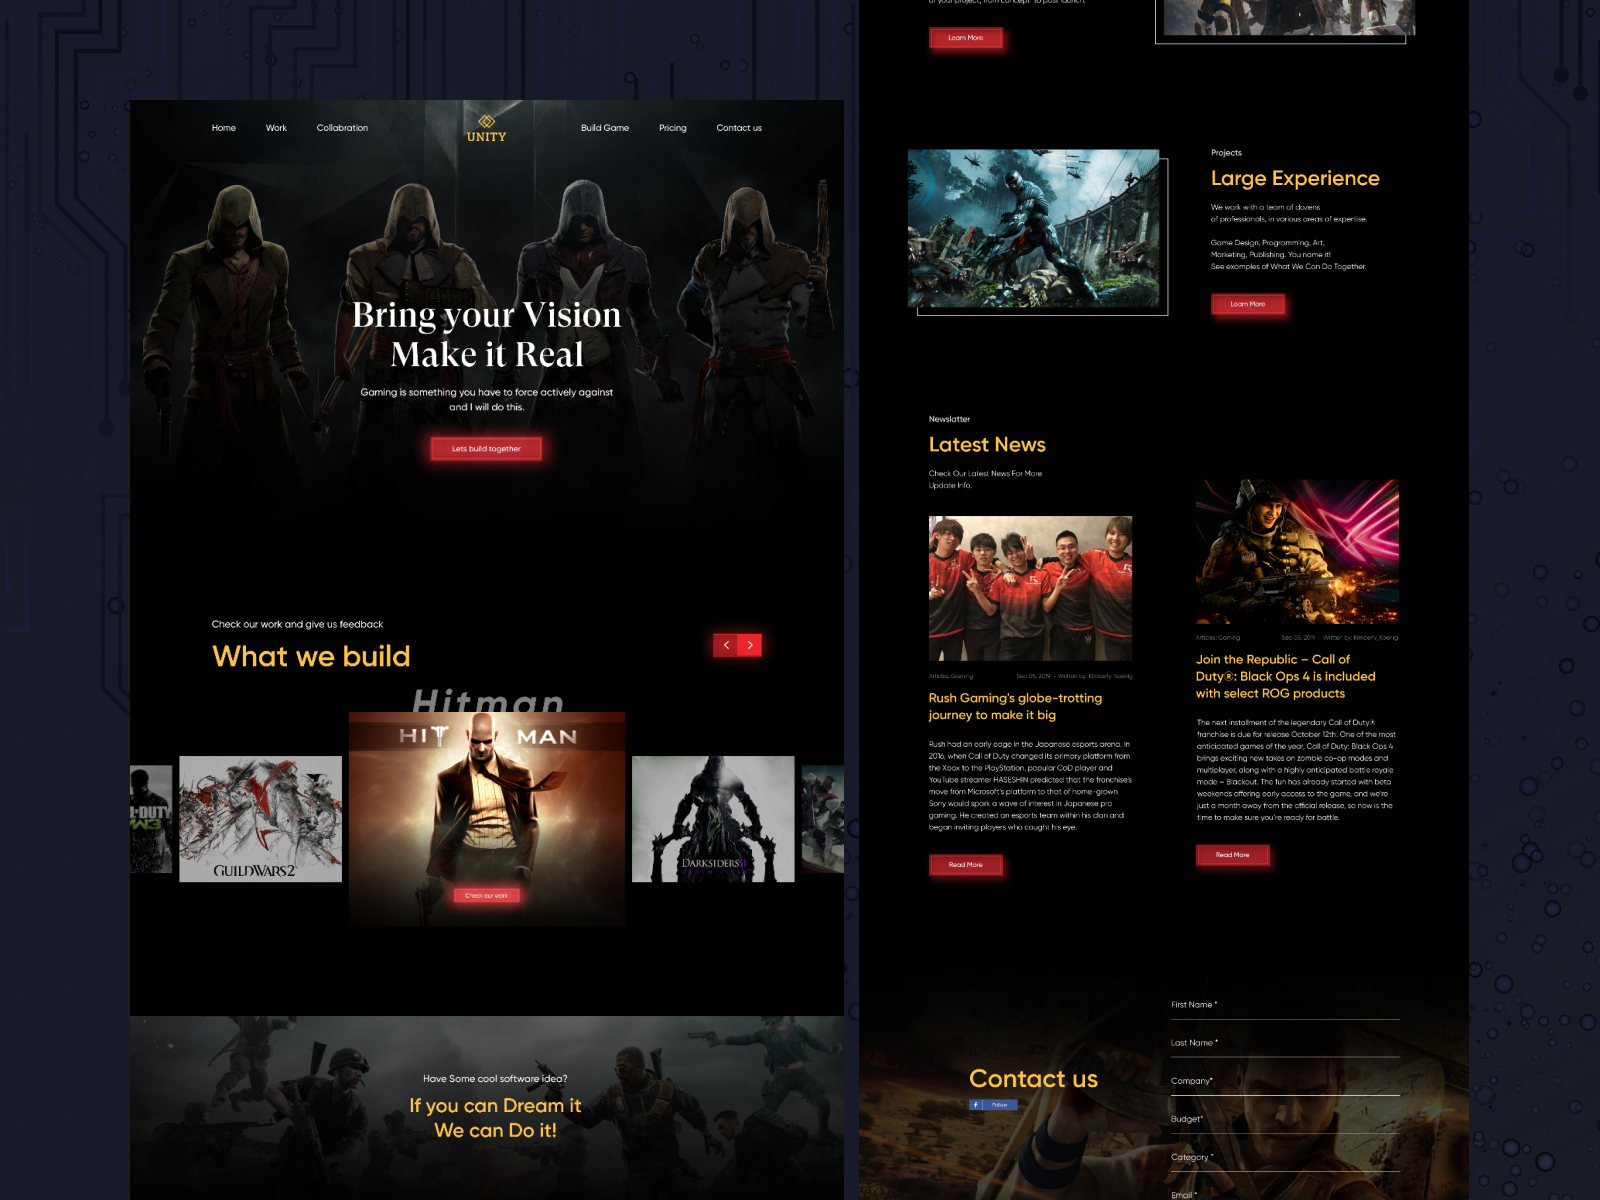 Home
Work
Collabration
UNITY
Build Game
Pricing
Contact us
Bring your Vision
Make it Real
Gaming is something you have to force actively against
and I will do this.
Lets build together
Check our work and give us feedback
What we build
Hitman
HITMAN
GUILDWARS2
DARKSIDERS II
Check our work
Have Some cool software idea?
If you can Dream it
We can Do it!
of your project, from concept to post launch.
Learn More
Projects
Large Experience
We work with a team of dozens
of professionals, in various areas of expertise.
Game Design, Programming, Art,
Marketing, Publishing. You name it!
See examples of What We Can Do Together.
Learn More
Newslatter
Latest News
Check Our Latest News For More
Update Info.
Articles: Gaming
Sep 05, 2019 - Written by: Kimberly_Koenig
Rush Gaming's globe-trotting
journey to make it big
Rush had an early edge in the Japanese esports arena. In
2016, when Call of Duty changed its primary platform from
the Xbox to the PlayStation, popular CoD player and
YouTube streamer HASESHIN predicted that the franchise's
move from Microsoft's platform to that of home-grown
Sony would spark a wave of interest in Japanese pro
gaming. He created an esports team within his clan and
began inviting players who caught his eye.
Read More
Articles: Gaming
Sep 09, 2019 - Written by: Kimberly_Koenig
Join the Republic – Call of
Duty®: Black Ops 4 is included
with select ROG products
The next installment of the legendary Call of Duty®
franchise is due for release October 12th. One of the most
anticipated games of the year, Call of Duty: Black Ops 4
brings exciting new takes on zombie co-op modes and
multiplayer, along with a highly anticipated battle royale
mode – Blackout. The fun has already started with beta
weekends offering early access to the game, and we're
just a month away from the official release, so now is the
time to make sure you're ready for battle.
Read More
Contact us
Follow
First Name *
Last Name *
Company*
Budget*
Category *
Email *